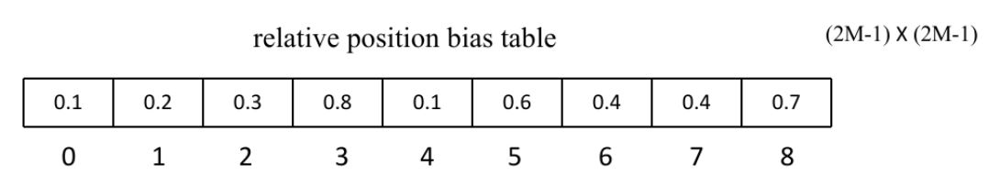 relative position bias table (2M-1) X (2M-1)
0.1 0.2 0.3 0.8 0.1 0.6 0.4 0.4 0.7
0 1 2 3 4 5 6 7 8